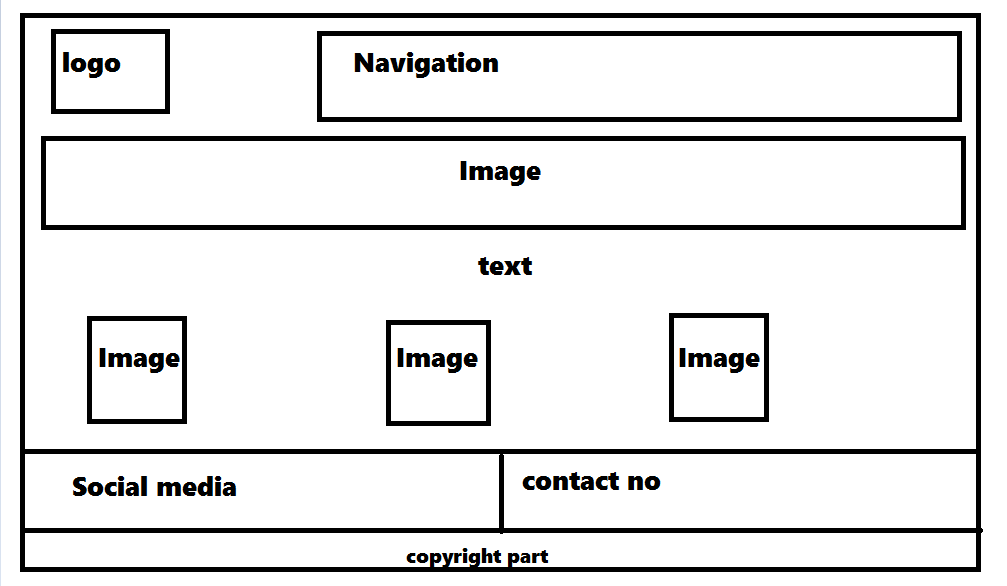 logo
Navigation
Image
text
Image
Image
Image
Social media
contact no
copyright part